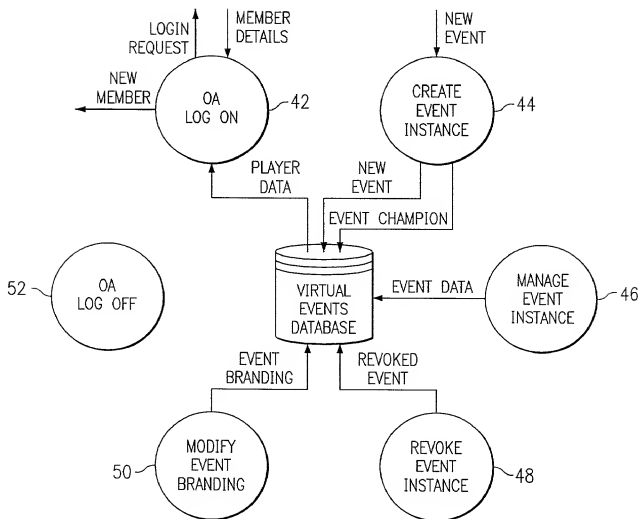 LOGIN
REQUEST
MEMBER
DETAILS
NEW
EVENT
NEW
MEMBER
OA
LOG ON
42
CREATE
EVENT
INSTANCE
44
PLAYER
DATA
NEW
EVENT
EVENT CHAMPION
52
OA
LOG OFF
VIRTUAL
EVENTS
DATABASE
EVENT DATA
MANAGE
EVENT
INSTANCE
46
EVENT
BRANDING
REVOKED
EVENT
50
MODIFY
EVENT
BRANDING
REVOKE
EVENT
INSTANCE
48